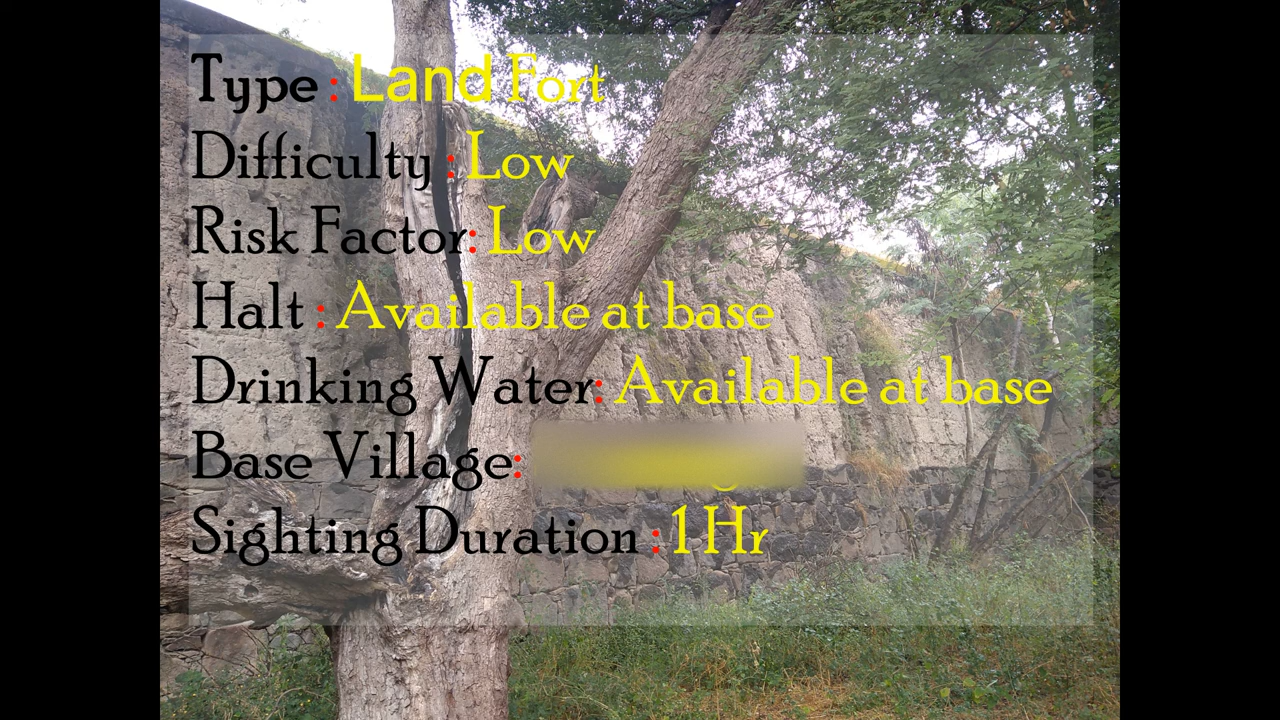 Type : Land Fort
Difficulty : Low
Risk Factor: Low
Halt : Available at base
Drinking Water: Available at base
Base Village:
Sighting Duration : 1 Hr